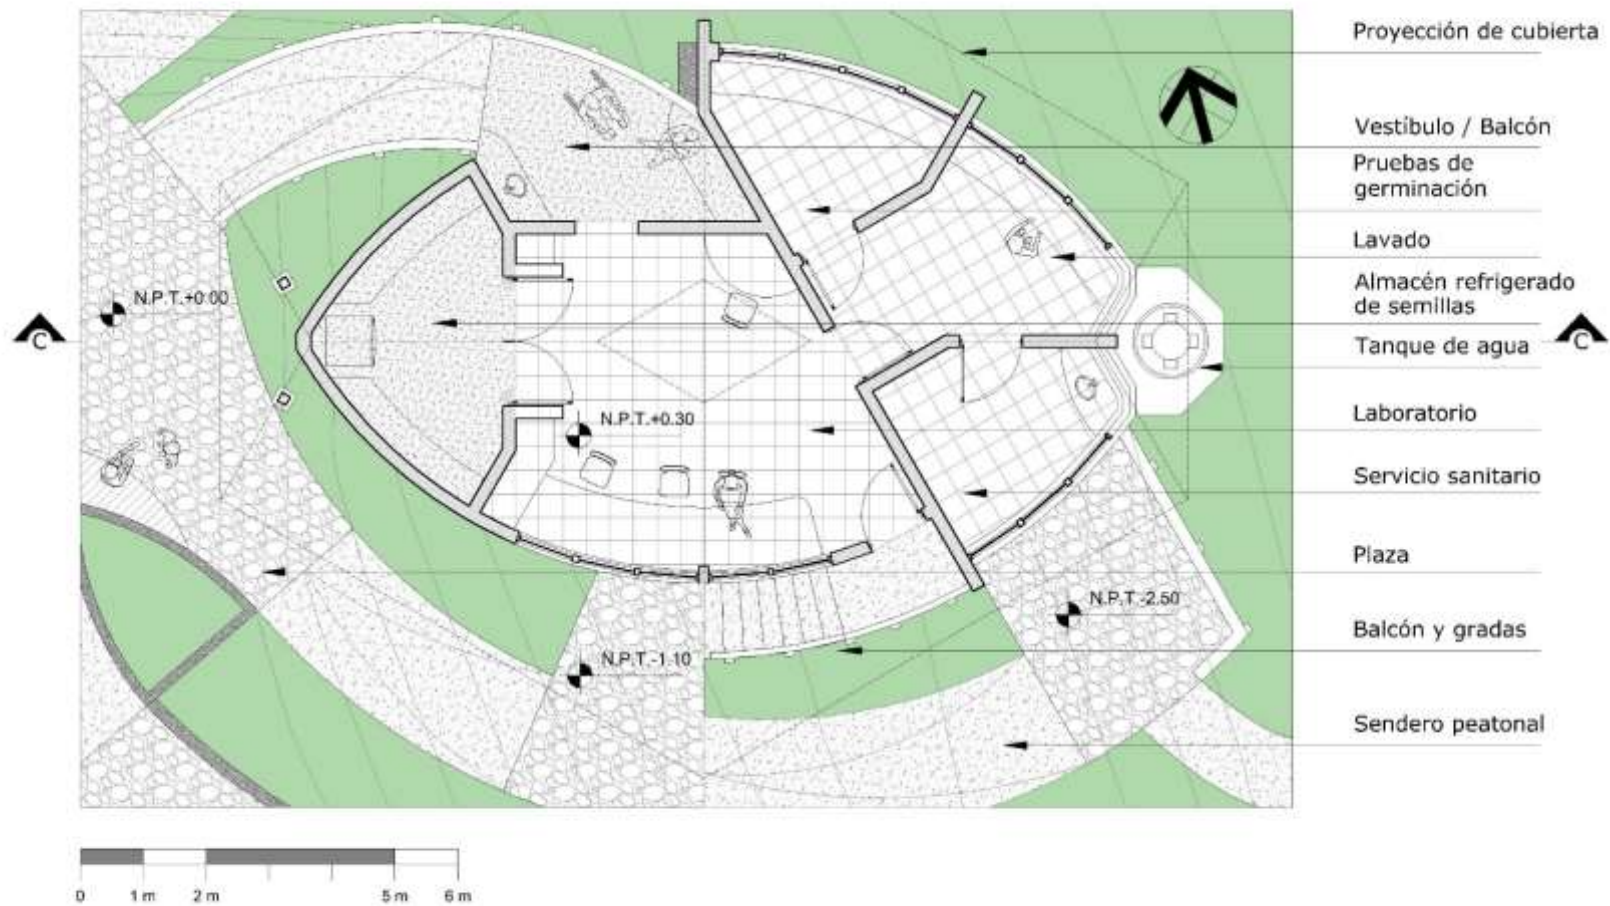 Proyección de cubierta
Vestíbulo / Balcón
Pruebas de
germinación
Lavado
Almacén refrigerado
de semillas
Tanque de agua
Laboratorio
Servicio sanitario
Plaza
Balcón y gradas
Sendero peatonal
N.P.T.+0.00
C
C
N.P.T.+0.30
N.P.T.-2.50
N.P.T.-1.10
0 1 m 2 m 5 m 6 m